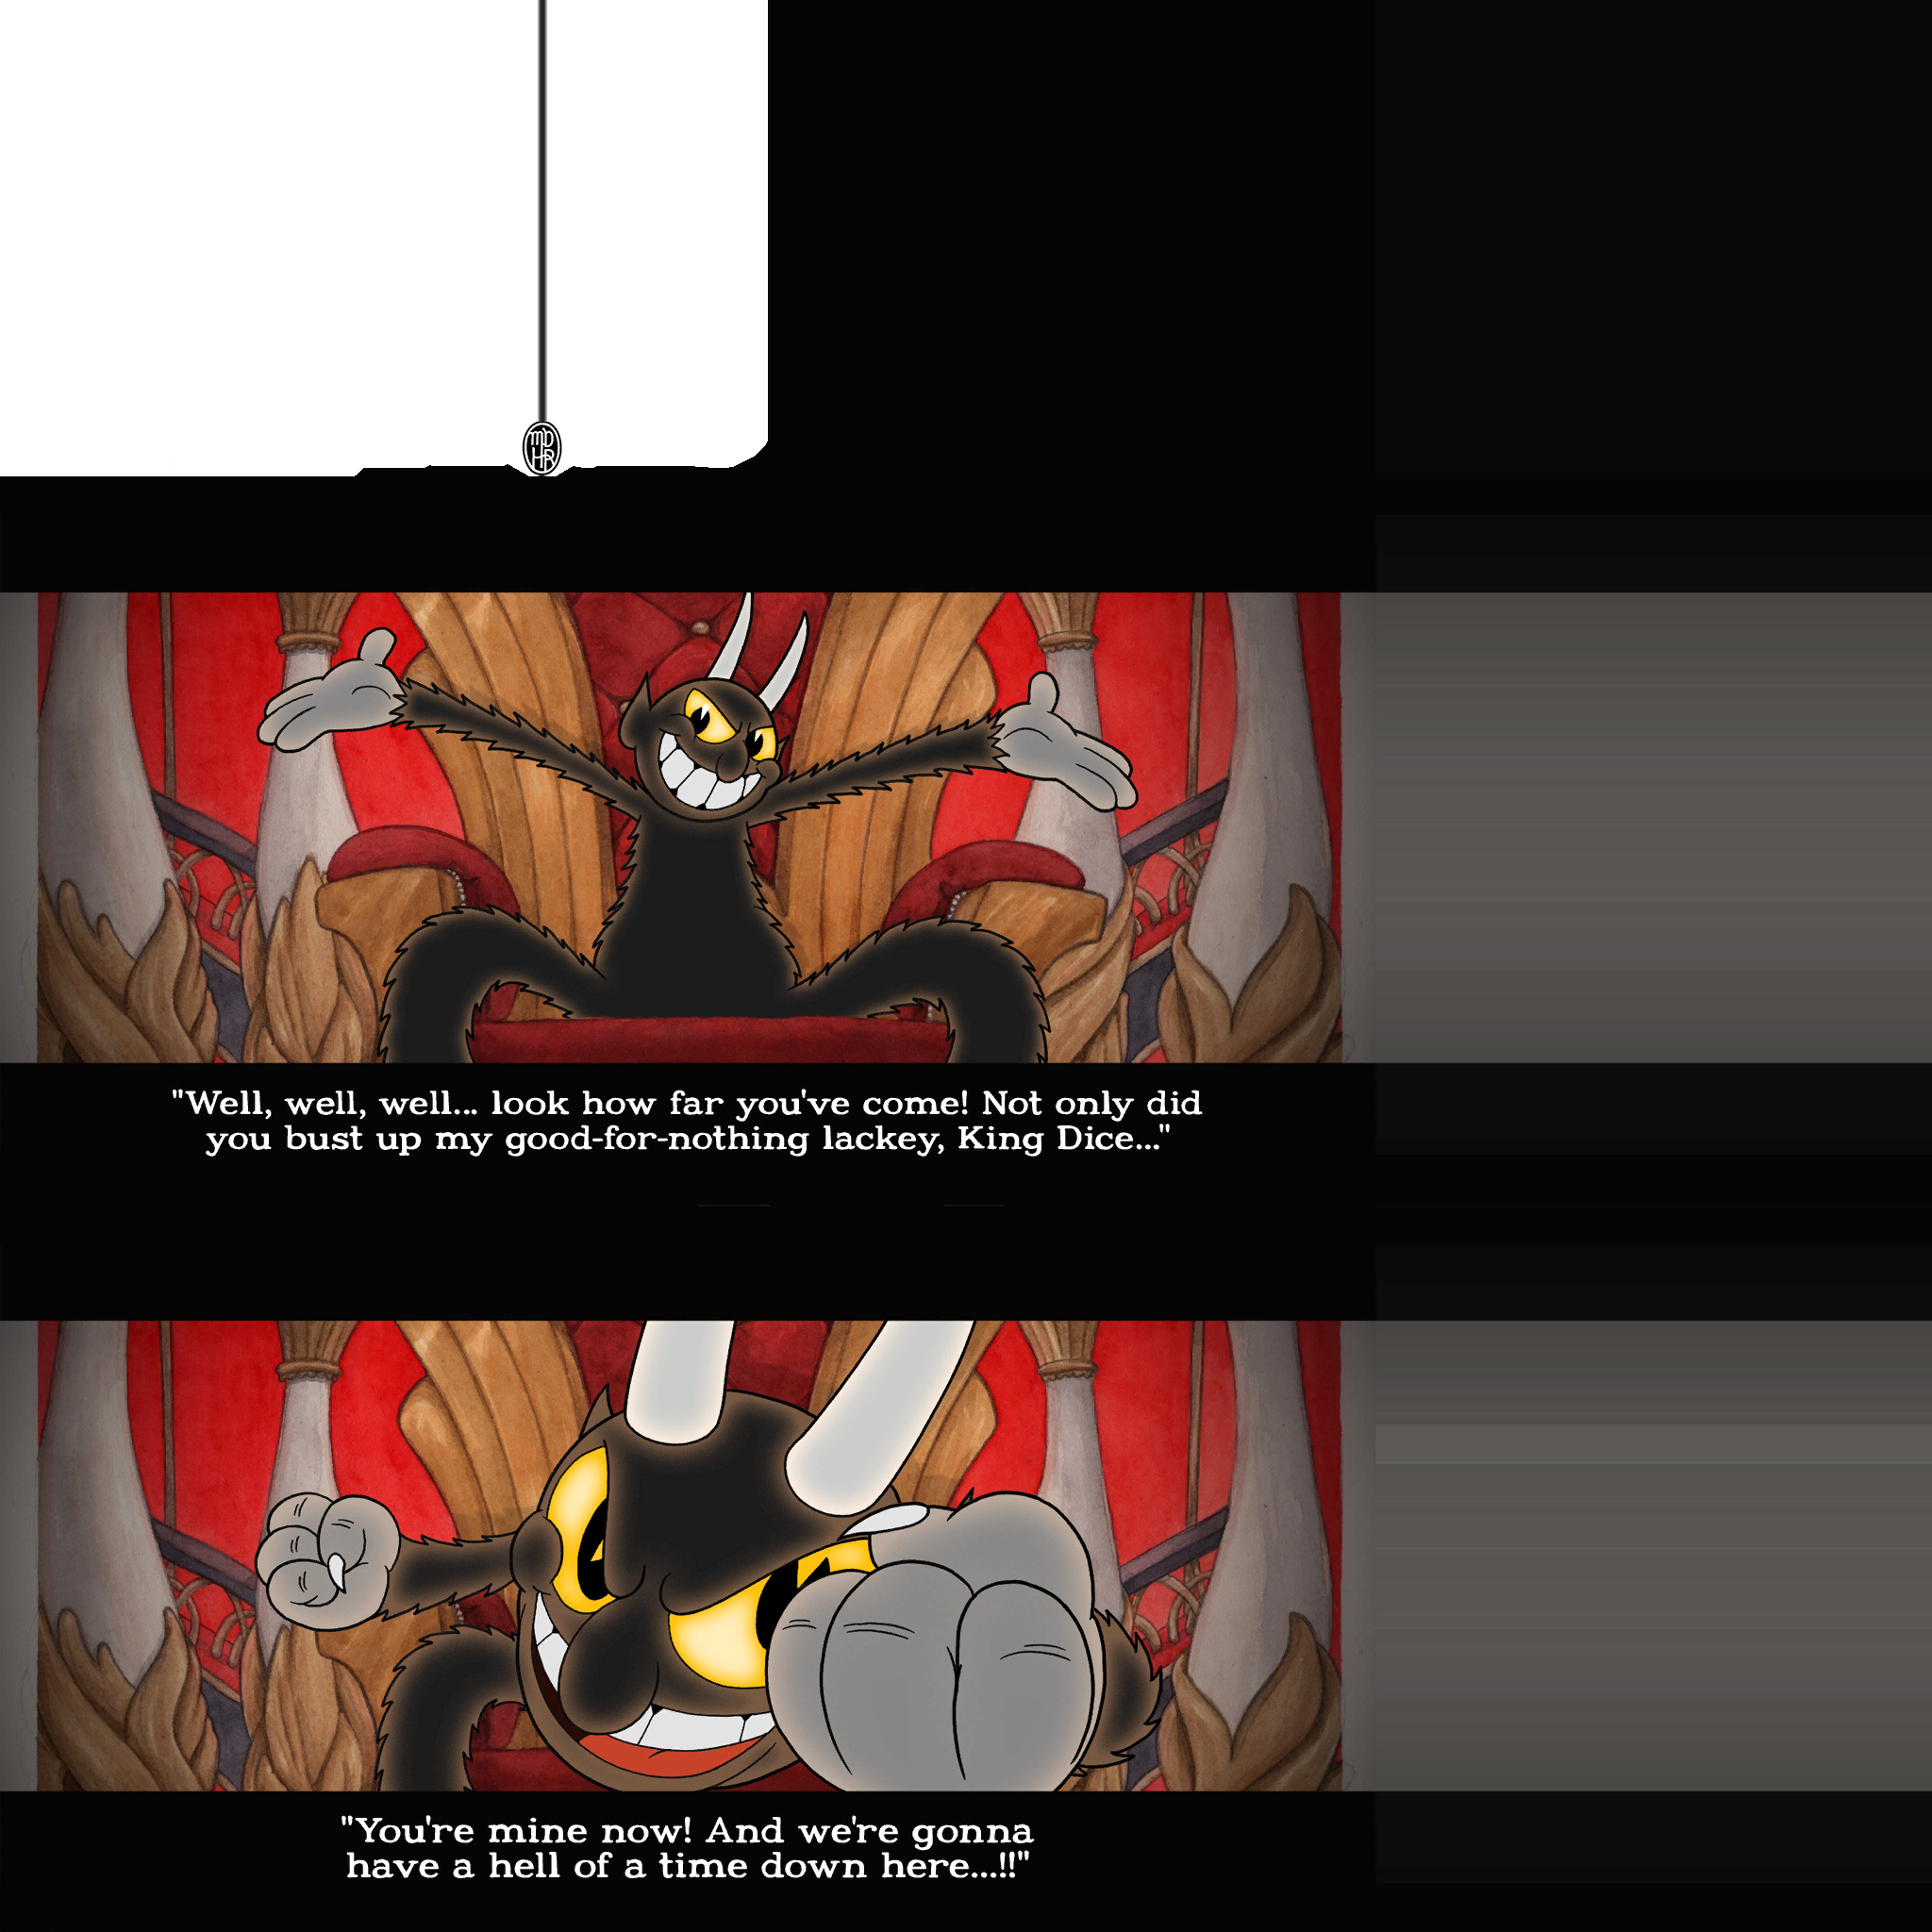 MDHR
"Well, well, well... look how far you've come! Not only did
you bust up my good-for-nothing lackey, King Dice..."
"You're mine now! And we're gonna
have a hell of a time down here...!!"